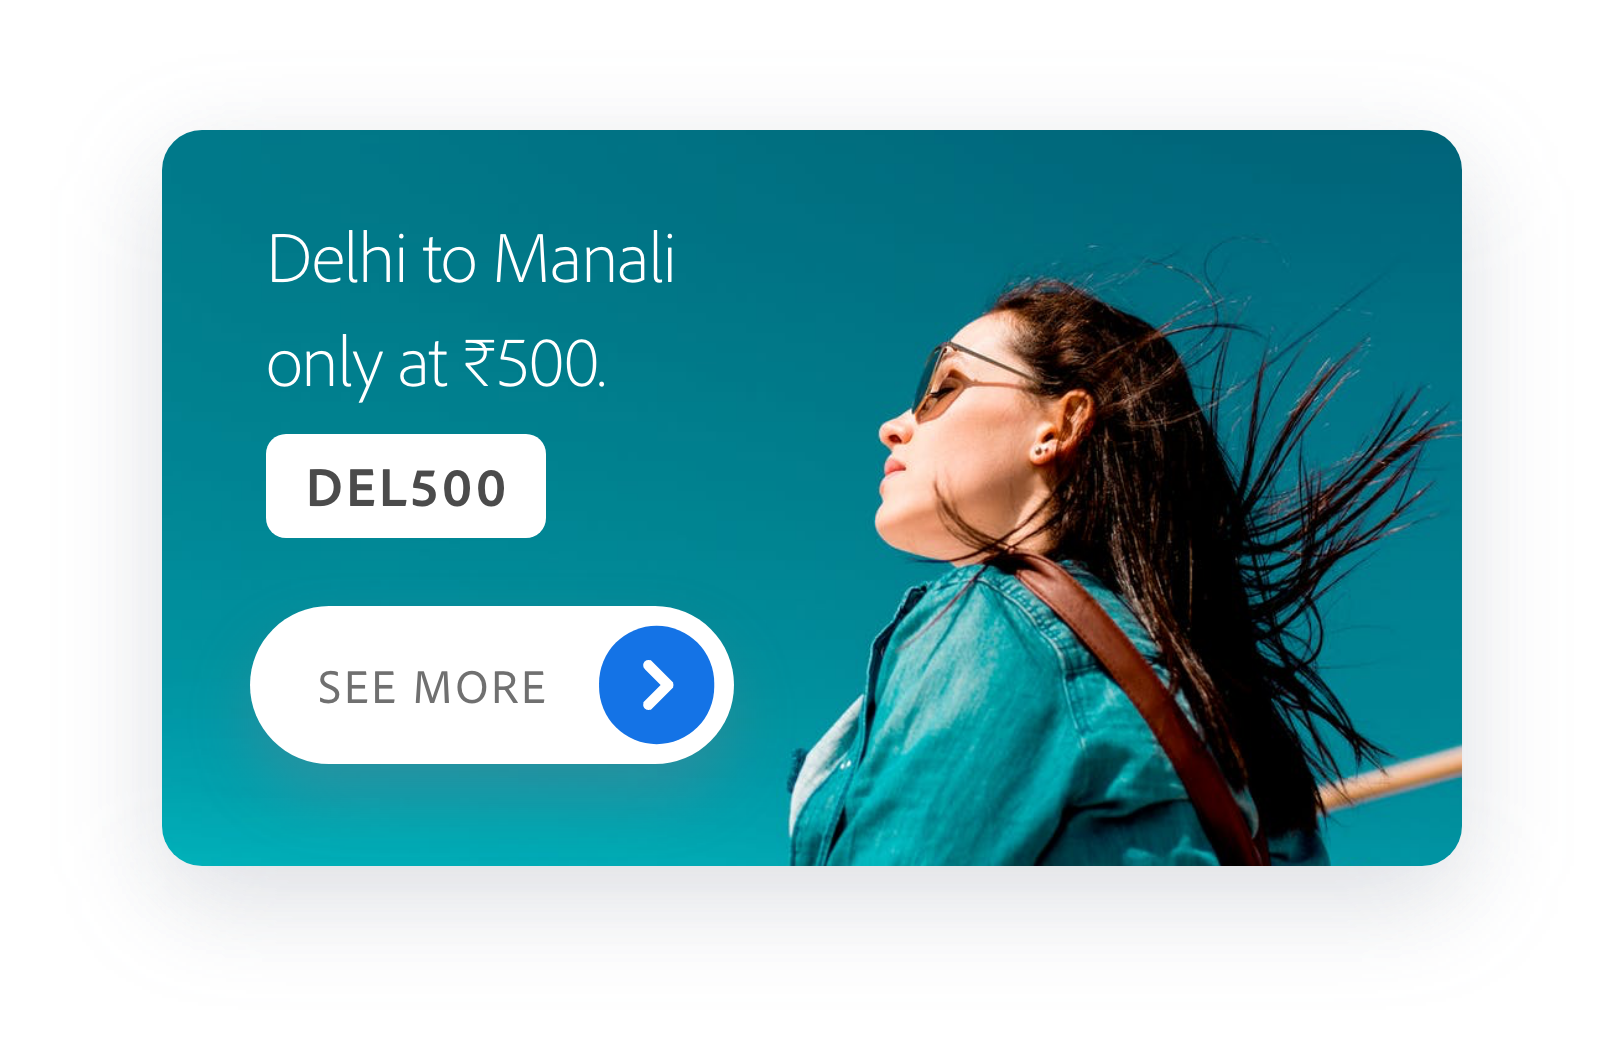 Delhi to Manali
only at ₹500.
DEL500
SEE MORE